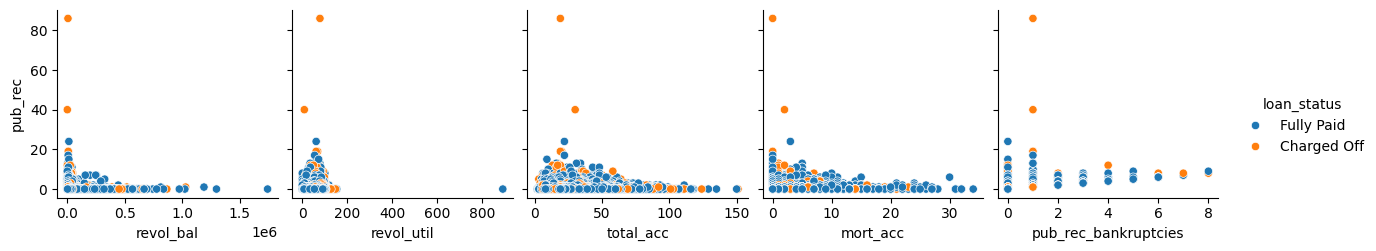 pub_rec
80
60
40
20
0
0.0 0.5 1.0 1.5
1e6
revol_bal
0 200 400 600 800
revol_util
0 50 100 150
total_acc
0 10 20 30
mort_acc
0 2 4 6 8
pub_rec_bankruptcies
loan_status
Fully Paid
Charged Off